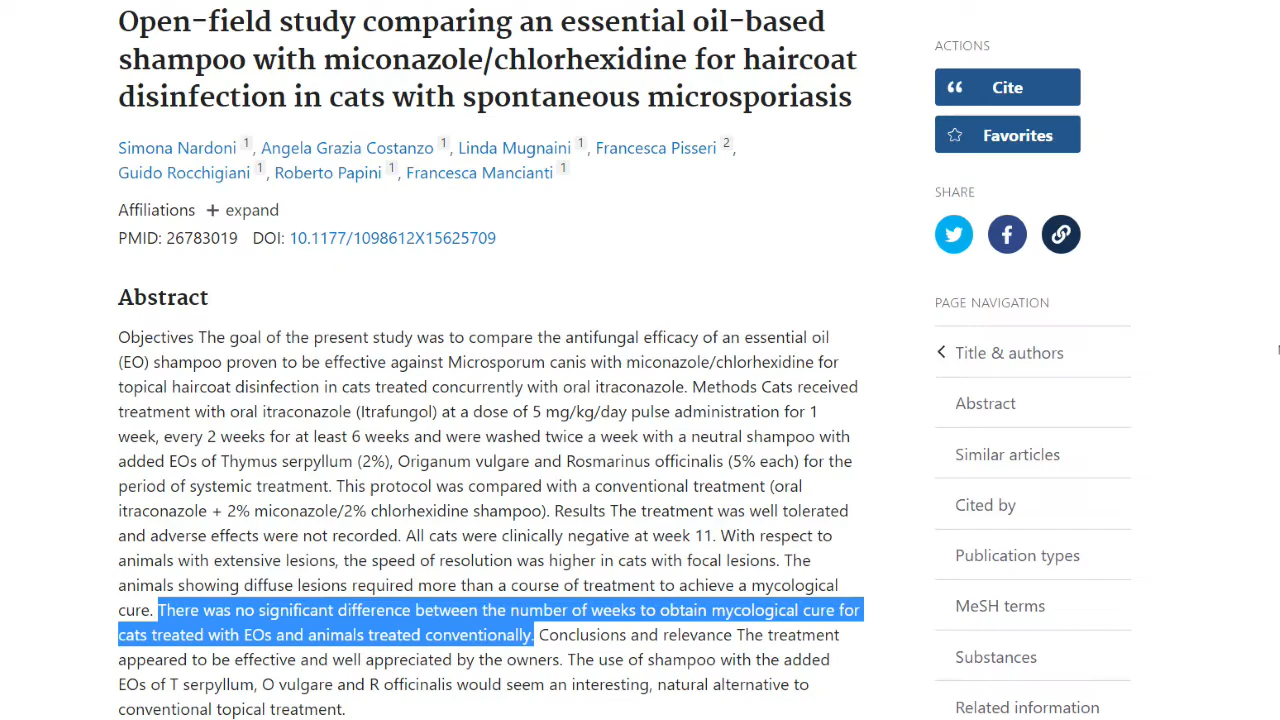 Open-field study comparing an essential oil-based
shampoo with miconazole/chlorhexidine for haircoat
disinfection in cats with spontaneous microsporiasis
Simona Nardoni 1, Angela Grazia Costanzo 1, Linda Mugnaini 1, Francesca Pisseri 2,
Guido Rocchigiani 1, Roberto Papini 1, Francesca Mancianti 1
Affiliations + expand
PMID: 26783019 DOI: 10.1177/1098612X15625709
Abstract
Objectives The goal of the present study was to compare the antifungal efficacy of an essential oil
(EO) shampoo proven to be effective against Microsporum canis with miconazole/chlorhexidine for
topical haircoat disinfection in cats treated concurrently with oral itraconazole. Methods Cats received
treatment with oral itraconazole (Itrafungol) at a dose of 5 mg/kg/day pulse administration for 1
week, every 2 weeks for at least 6 weeks and were washed twice a week with a neutral shampoo with
added EOs of Thymus serpyllum (2%), Origanum vulgare and Rosmarinus officinalis (5% each) for the
period of systemic treatment. This protocol was compared with a conventional treatment (oral
itraconazole + 2% miconazole/2% chlorhexidine shampoo). Results The treatment was well tolerated
and adverse effects were not recorded. All cats were clinically negative at week 11. With respect to
animals with extensive lesions, the speed of resolution was higher in cats with focal lesions. The
animals showing diffuse lesions required more than a course of treatment to achieve a mycological
cure. There was no significant difference between the number of weeks to obtain mycological cure for
cats treated with EOs and animals treated conventionally. Conclusions and relevance The treatment
appeared to be effective and well appreciated by the owners. The use of shampoo with the added
EOs of T serpyllum, O vulgare and R officinalis would seem an interesting, natural alternative to
conventional topical treatment.
ACTIONS
Cite
Favorites
SHARE
PAGE NAVIGATION
Title & authors
Abstract
Similar articles
Cited by
Publication types
MeSH terms
Substances
Related information